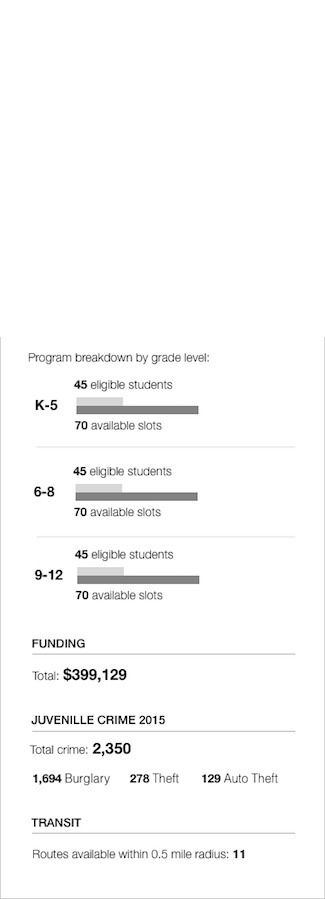 Program breakdown by grade level:
45 eligible students
K-5
70 available slots
45 eligible students
6-8
70 available slots
45 eligible students
9-12
70 available slots
FUNDING
Total: $399,129
JUVENILLE CRIME 2015
Total crime: 2,350
1,694 Burglary 278 Theft 129 Auto Theft
TRANSIT
Routes available within 0.5 mile radius: 11